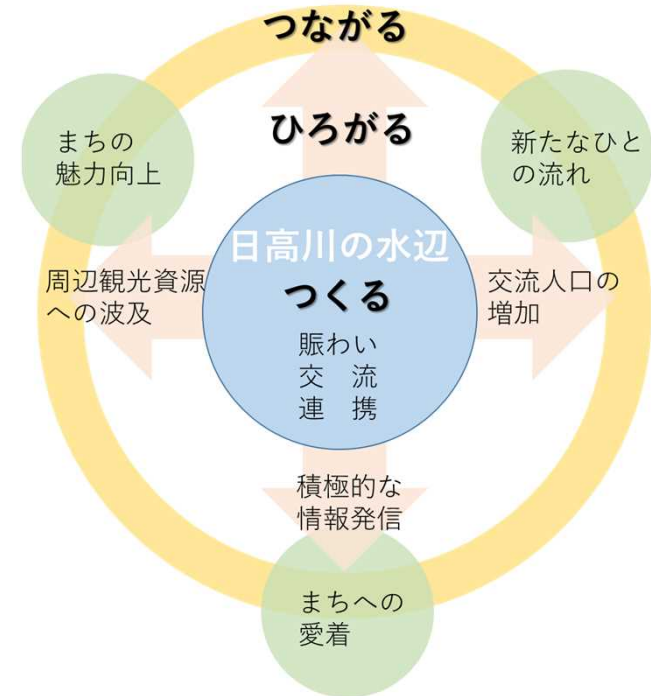 つながる
ひろがる
まちの
魅力向上
新たなひと
の流れ
日高川の水辺
つくる
賑わい
交　流
連　携
周辺観光資源
への波及
交流人口の
増加
積極的な
情報発信
まちへの
愛着